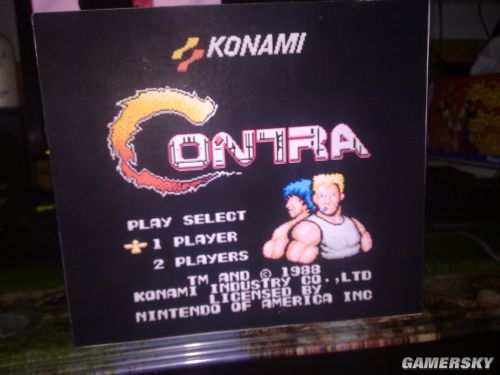 KONAMI
CONTRA
PLAY SELECT
1 PLAYER
2 PLAYERS
TM AND © 1988
KONAMI INDUSTRY CO.,LTD
LICENSED BY
NINTENDO OF AMERICA INC
GAMERSKY